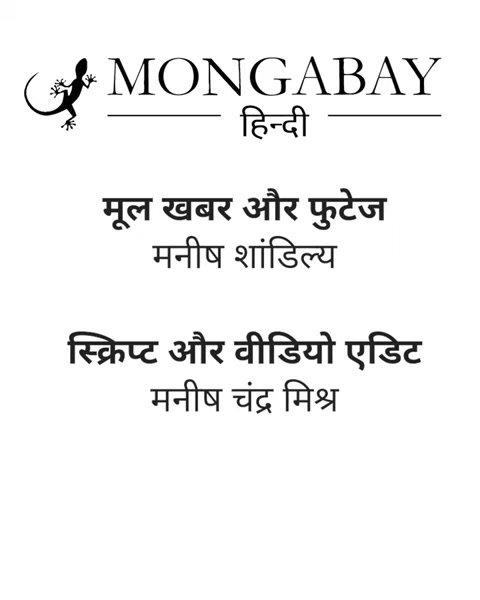 MONGABAY
हिन्दी
मूल खबर और फुटेज
मनीष शांडिल्य
स्क्रिप्ट और वीडियो एडिट
मनीष चंद्र मिश्र